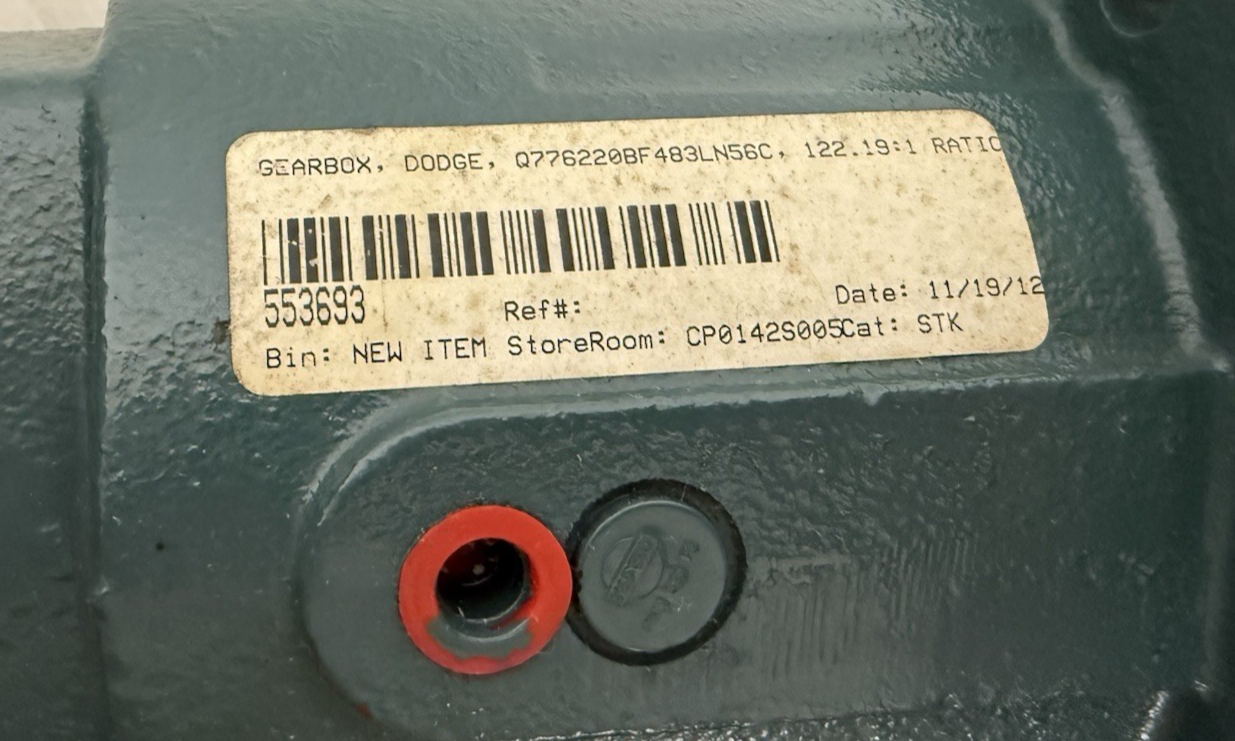 GEARBOX, DODGE, Q776220BF483LN56C, 122.19:1 RATIO
553693 Ref#: Date: 11/19/12
Bin: NEW ITEM StoreRoom: CP0142S005Cat: STK